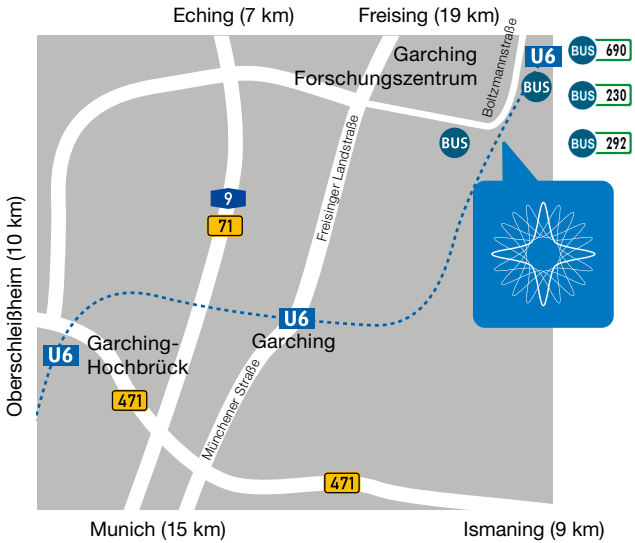 Eching (7 km)
Freising (19 km)
Garching
Forschungszentrum
Boltzmannstraße
U6
BUS 690
BUS
BUS 230
BUS
BUS 292
Freisinger Landstraße
9
71
Oberschleißheim (10 km)
U6
Garching
U6
Garching-
Hochbrück
Münchener Straße
471
471
Munich (15 km)
Ismaning (9 km)